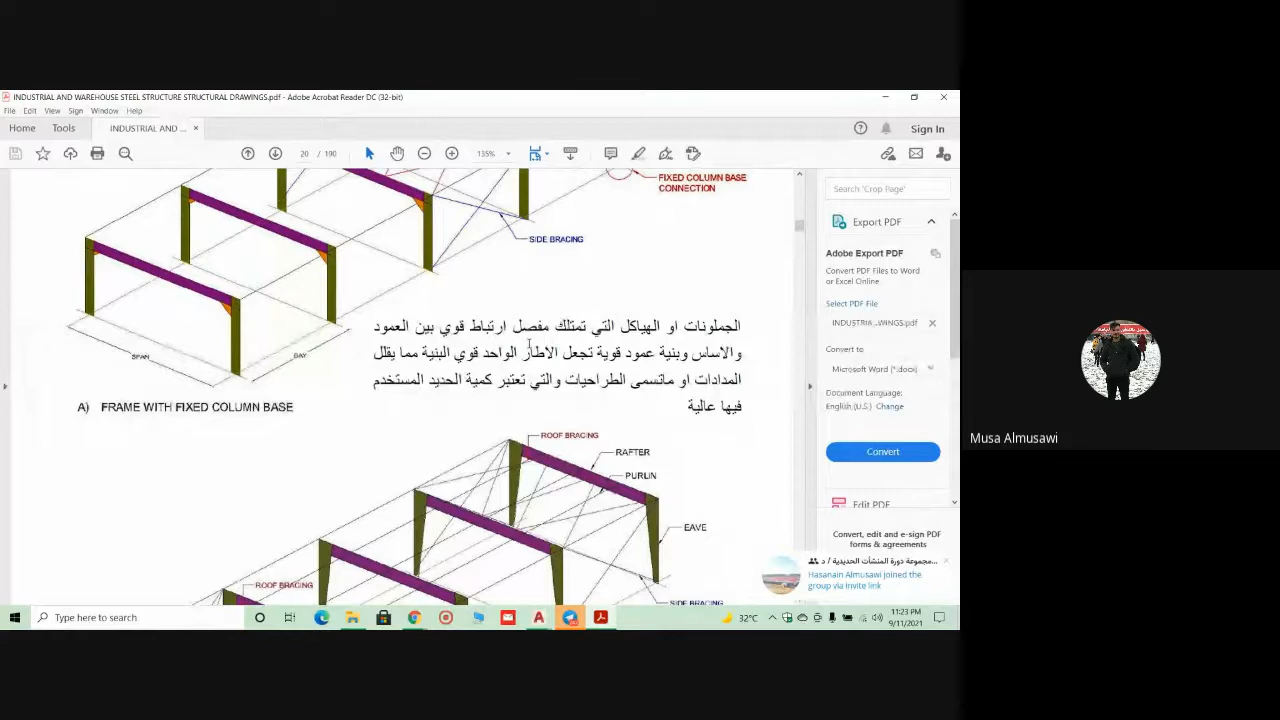 INDUSTRIAL AND WAREHOUSE STEEL STRUCTURE STRUCTURAL DRAWINGS.pdf - Adobe Acrobat Reader DC (32-bit)
File Edit View Sign Window Help
Home Tools INDUSTRIAL AND ... × Sign In
20 / 190 135%
FIXED COLUMN BASE
CONNECTION
SIDE BRACING
SPAN
BAY
الجملونات او الهياكل التي تمتلك مفصل ارتباط قوي بين العمود
والاساس وبنية عمود قوية تجعل الاطار الواحد قوي البنية مما يقلل
المدادات او ماتسمى الطراحيات والتي تعتبر كمية الحديد المستخدم
فيها عالية
A) FRAME WITH FIXED COLUMN BASE
ROOF BRACING
RAFTER
PURLIN
EAVE
ROOF BRACING
SIDE BRACING
Search 'Crop Page'
Export PDF
Adobe Export PDF
Convert PDF Files to Word
or Excel Online
Select PDF File
INDUSTRIA...WINGS.pdf
Convert to
Microsoft Word (*.docx)
Document Language:
English (U.S.) Change
Convert
Edit PDF
Convert, edit and e-sign PDF
forms & agreements
مجموعة دورة المنشأت الحديدية / د...
Hasanain Almusawi joined the
group via invite link
Type here to search
32°C
11:23 PM
9/11/2021
Musa Almusawi